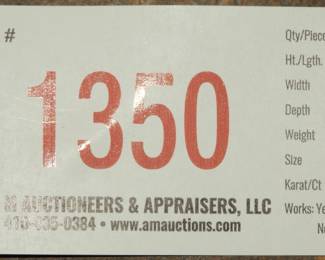 #
1350
M AUCTIONEERS & APPRAISERS, LLC
410-835-0384 • www.amauctions.com
Qty/Piece
Ht./Lgth.
Width
Depth
Weight
Size
Karat/Ct
Works: Ye
N